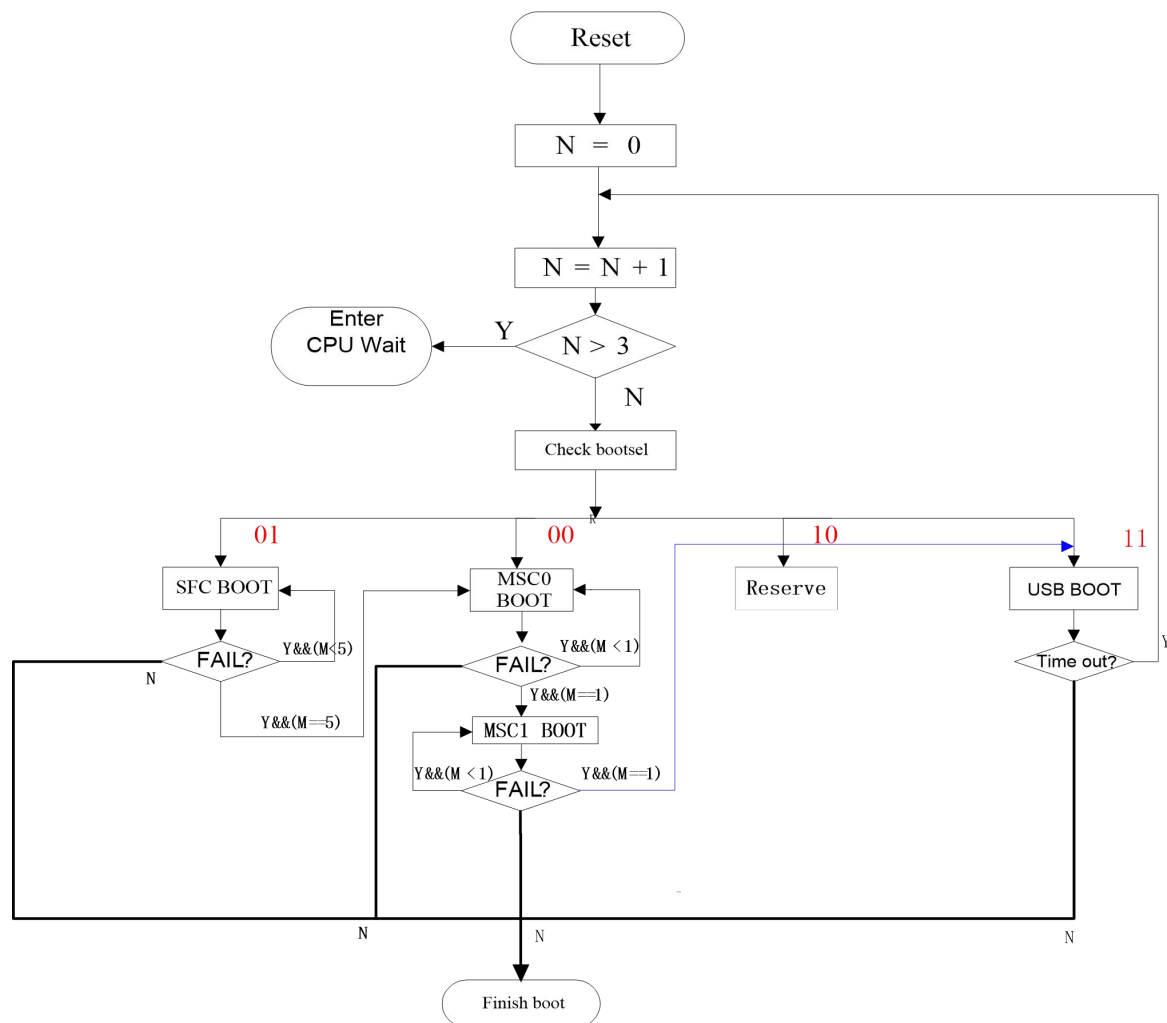 Reset
N = 0
N = N + 1
Enter
CPU Wait
Y
N > 3
N
Check bootsel
R
01
00
10
11
SFC BOOT
MSC0
BOOT
Reserve
USB BOOT
FAIL?
Y&&(M<5)
N
FAIL?
Y&&(M <1)
Time out?
Y
Y&&(M==5)
Y&&(M==1)
MSC1 BOOT
Y&&(M <1)
FAIL?
Y&&(M==1)
N
N
N
Finish boot